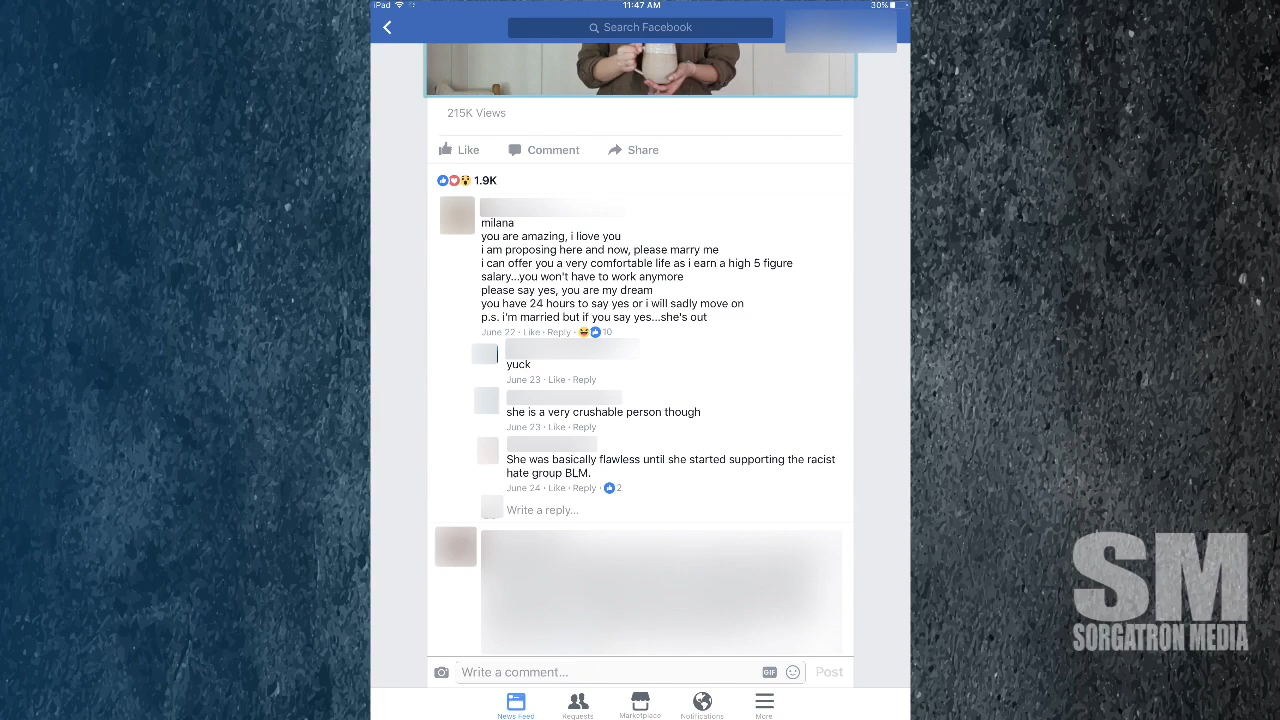 iPad
11:47 AM
30%
Search Facebook
215K Views
Like
Comment
Share
1.9K
milana
you are amazing, i liove you
i am proposing here and now, please marry me
i can offer you a very comfortable life as i earn a high 5 figure
salary...you won't have to work anymore
please say yes, you are my dream
you have 24 hours to say yes or i will sadly move on
p.s. i'm married but if you say yes...she's out
June 22 · Like · Reply · 10
yuck
June 23 · Like · Reply
she is a very crushable person though
June 23 · Like · Reply
She was basically flawless until she started supporting the racist
hate group BLM.
June 24 · Like · Reply · 2
Write a reply...
Write a comment...
GIF
Post
News Feed
Requests
Marketplace
Notifications
More
SM
SORGATRON MEDIA